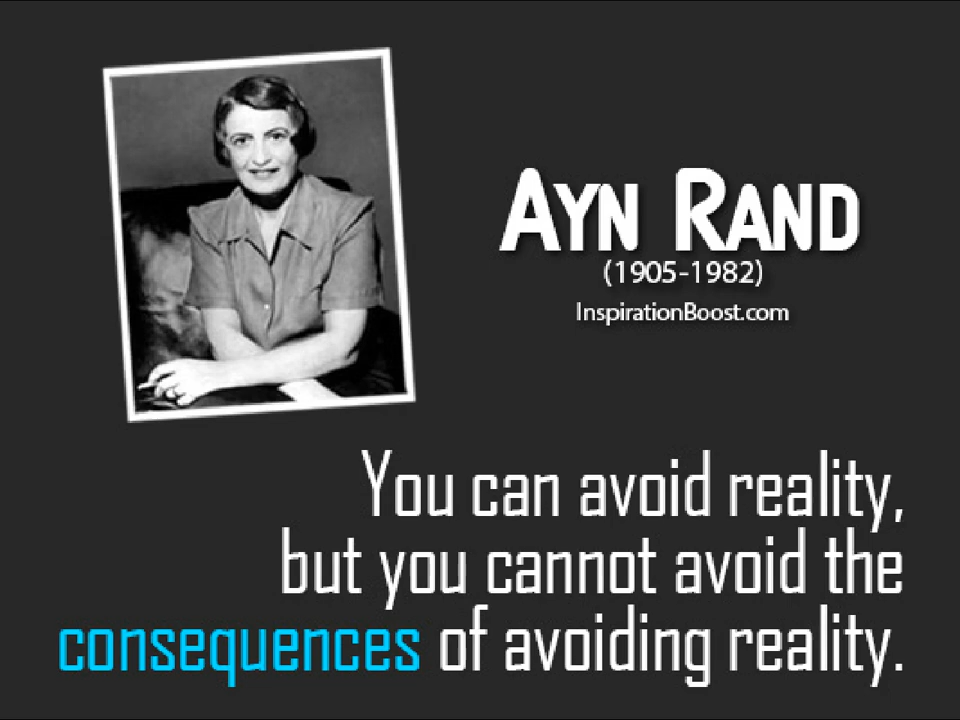 AYN RAND
(1905-1982)
InspirationBoost.com
You can avoid reality,
but you cannot avoid the
consequences of avoiding reality.